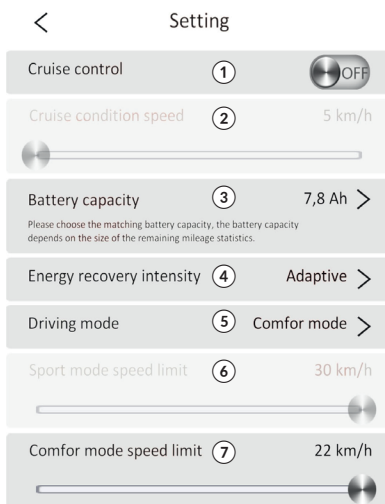 Setting
Cruise control 1 OFF
Cruise condition speed 2 5 km/h
Battery capacity 3 7,8 Ah
Please choose the matching battery capacity, the battery capacity
depends on the size of the remaining mileage statistics.
Energy recovery intensity 4 Adaptive
Driving mode 5 Comfor mode
Sport mode speed limit 6 30 km/h
Comfor mode speed limit 7 22 km/h